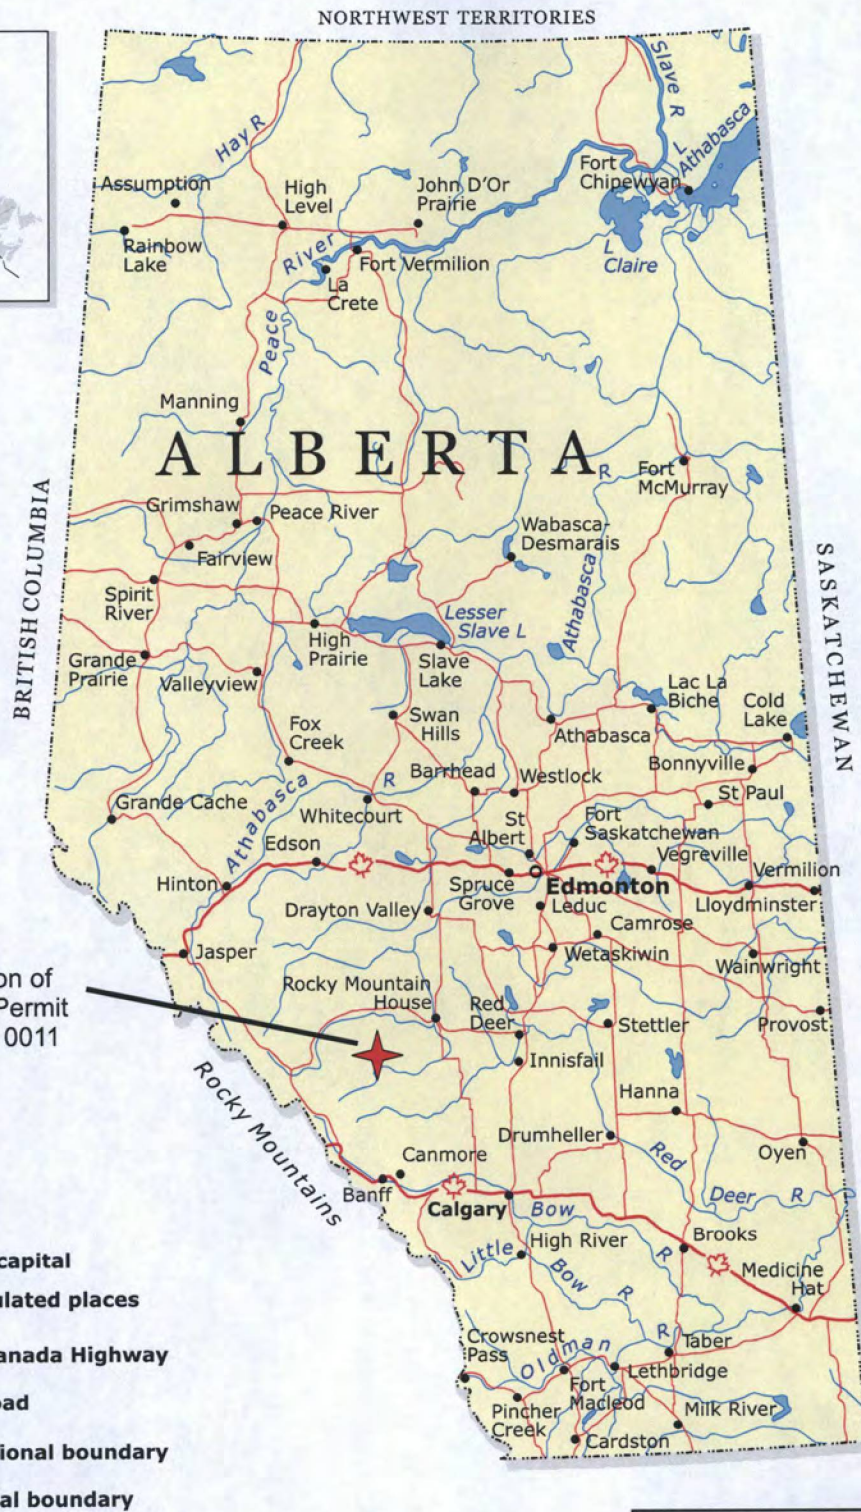 NORTHWEST TERRITORIES
Slave R
L Athabasca
Hay R
Fort
Chipewyan
Assumption
High
Level
John D'Or
Prairie
Rainbow
Lake
River
Fort Vermilion
L
Claire
La
Crete
Peace
Manning
ALBERTA
R
Fort
McMurray
BRITISH COLUMBIA
Grimshaw
Peace River
Wabasca-
Desmarais
Fairview
SASKATCHEWAN
Spirit
River
Athabasca
Lesser
Slave L
High
Prairie
Grande
Prairie
Slave
Lake
Valleyview
Lac La
Biche
Cold
Lake
Swan
Hills
Fox
Creek
Athabasca
Bonnyville
Barrhead
Westlock
R
St Paul
Grande Cache
Athabasca
Whitecourt
St
Albert
Fort
Saskatchewan
Edson
Vegreville
Vermilion
Hinton
Spruce
Grove
Edmonton
Lloydminster
Drayton Valley
Leduc
Camrose
Jasper
Wetaskiwin
Wainwright
on of
Permit
0011
Rocky Mountain
House
Red
Deer
Stettler
Provost
Innisfail
Rocky Mountains
Hanna
Drumheller
Red
Oyen
Canmore
Banff
Deer R
Calgary
Bow
capital
High River
Brooks
Little
R
Bow
R
Medicine
Hat
ulated places
Crowsnest
Pass
Oldman
R
Taber
anada Highway
Lethbridge
oad
Fort
Macleod
Pincher
Creek
Milk River
Cardston
tional boundary
al boundary